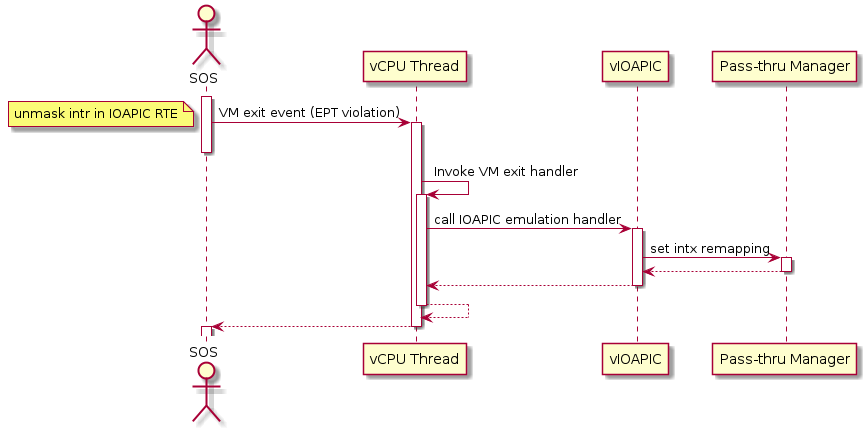 SOS
vCPU Thread
vIOAPIC
Pass-thru Manager
unmask intr in IOAPIC RTE
VM exit event (EPT violation)
Invoke VM exit handler
call IOAPIC emulation handler
set intx remapping
SOS
vCPU Thread
vIOAPIC
Pass-thru Manager